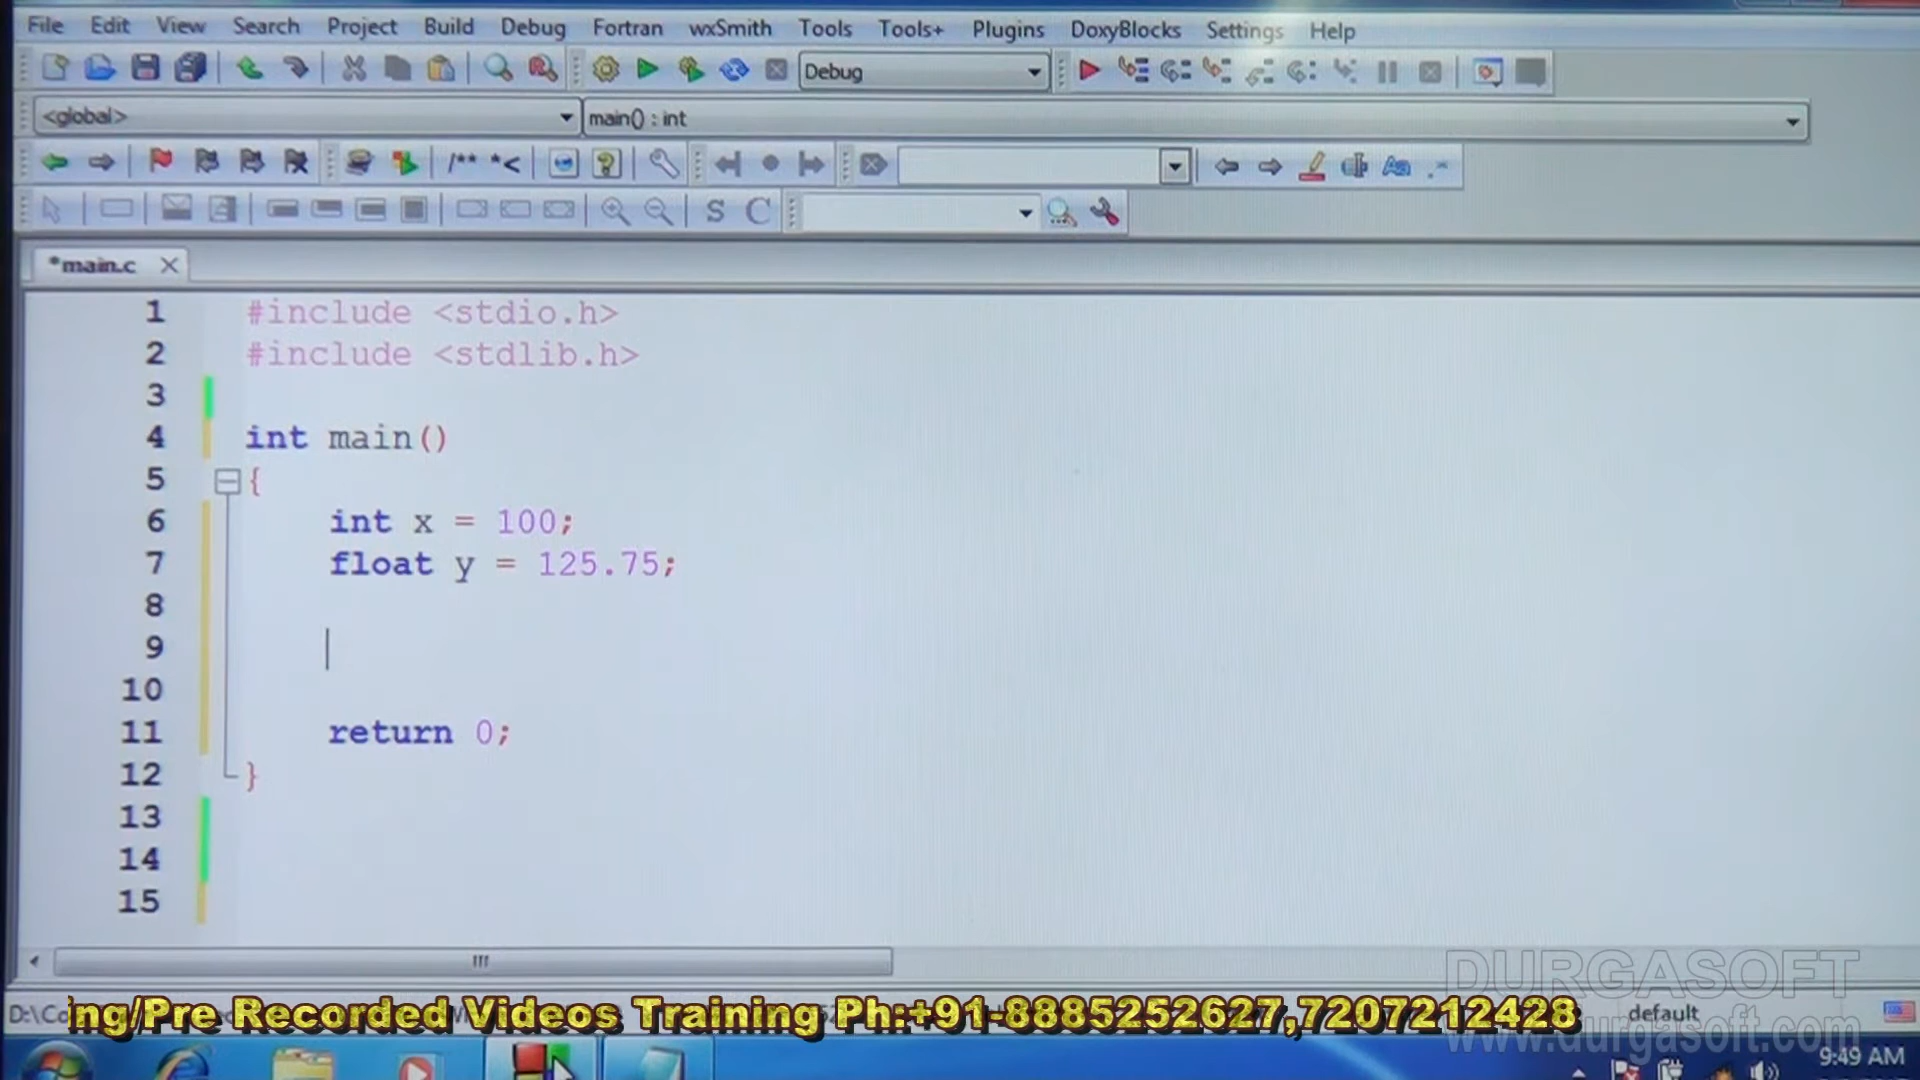 File Edit View Search Project Build Debug Fortran wxSmith Tools Tools+ Plugins DoxyBlocks Settings Help
Debug
<global> main() : int
/** *<
S C
*main.c
1 #include <stdio.h>
2 #include <stdlib.h>
3
4 int main()
5 {
6 int x = 100;
7 float y = 125.75;
8
9
10
11 return 0;
12 }
13
14
15
DURGASOFT
ing/Pre Recorded Videos Training Ph:+91-8885252627,7207212428
default
www.durgasoft.com
9:49 AM